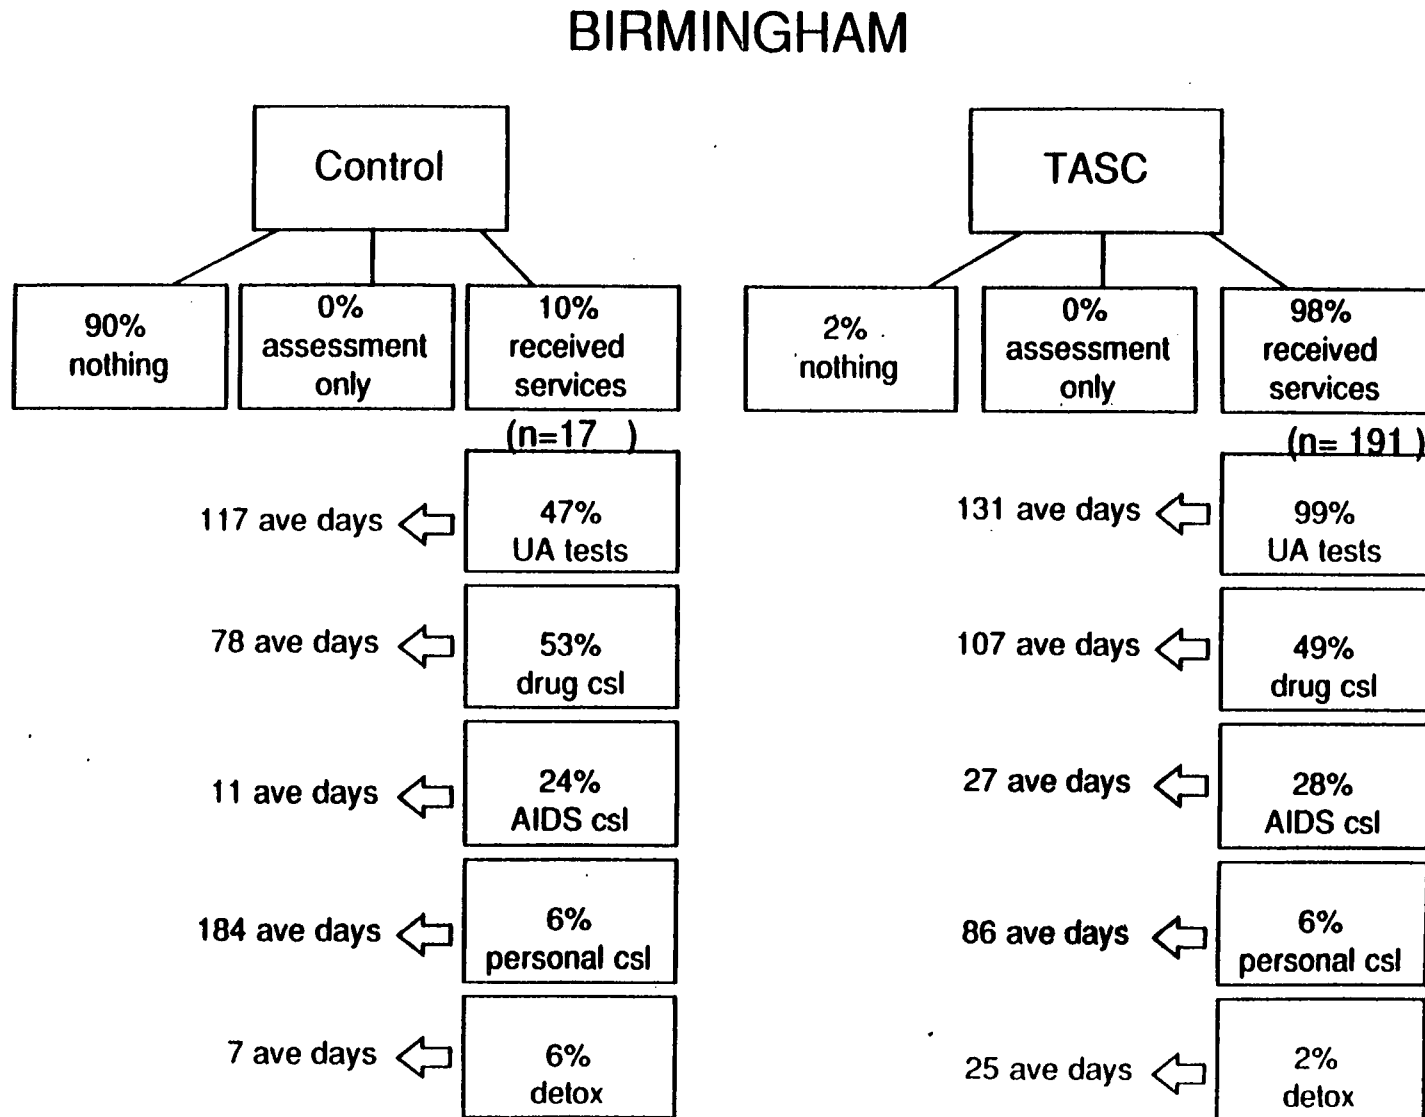 BIRMINGHAM
Control
90%
nothing
0%
assessment
only
10%
received
services
(n=17 )
117 ave days
47%
UA tests
78 ave days
53%
drug csl
11 ave days
24%
AIDS csl
184 ave days
6%
personal csl
7 ave days
6%
detox
TASC
2%
nothing
0%
assessment
only
98%
received
services
(n= 191 )
131 ave days
99%
UA tests
107 ave days
49%
drug csl
27 ave days
28%
AIDS csl
86 ave days
6%
personal csl
25 ave days
2%
detox